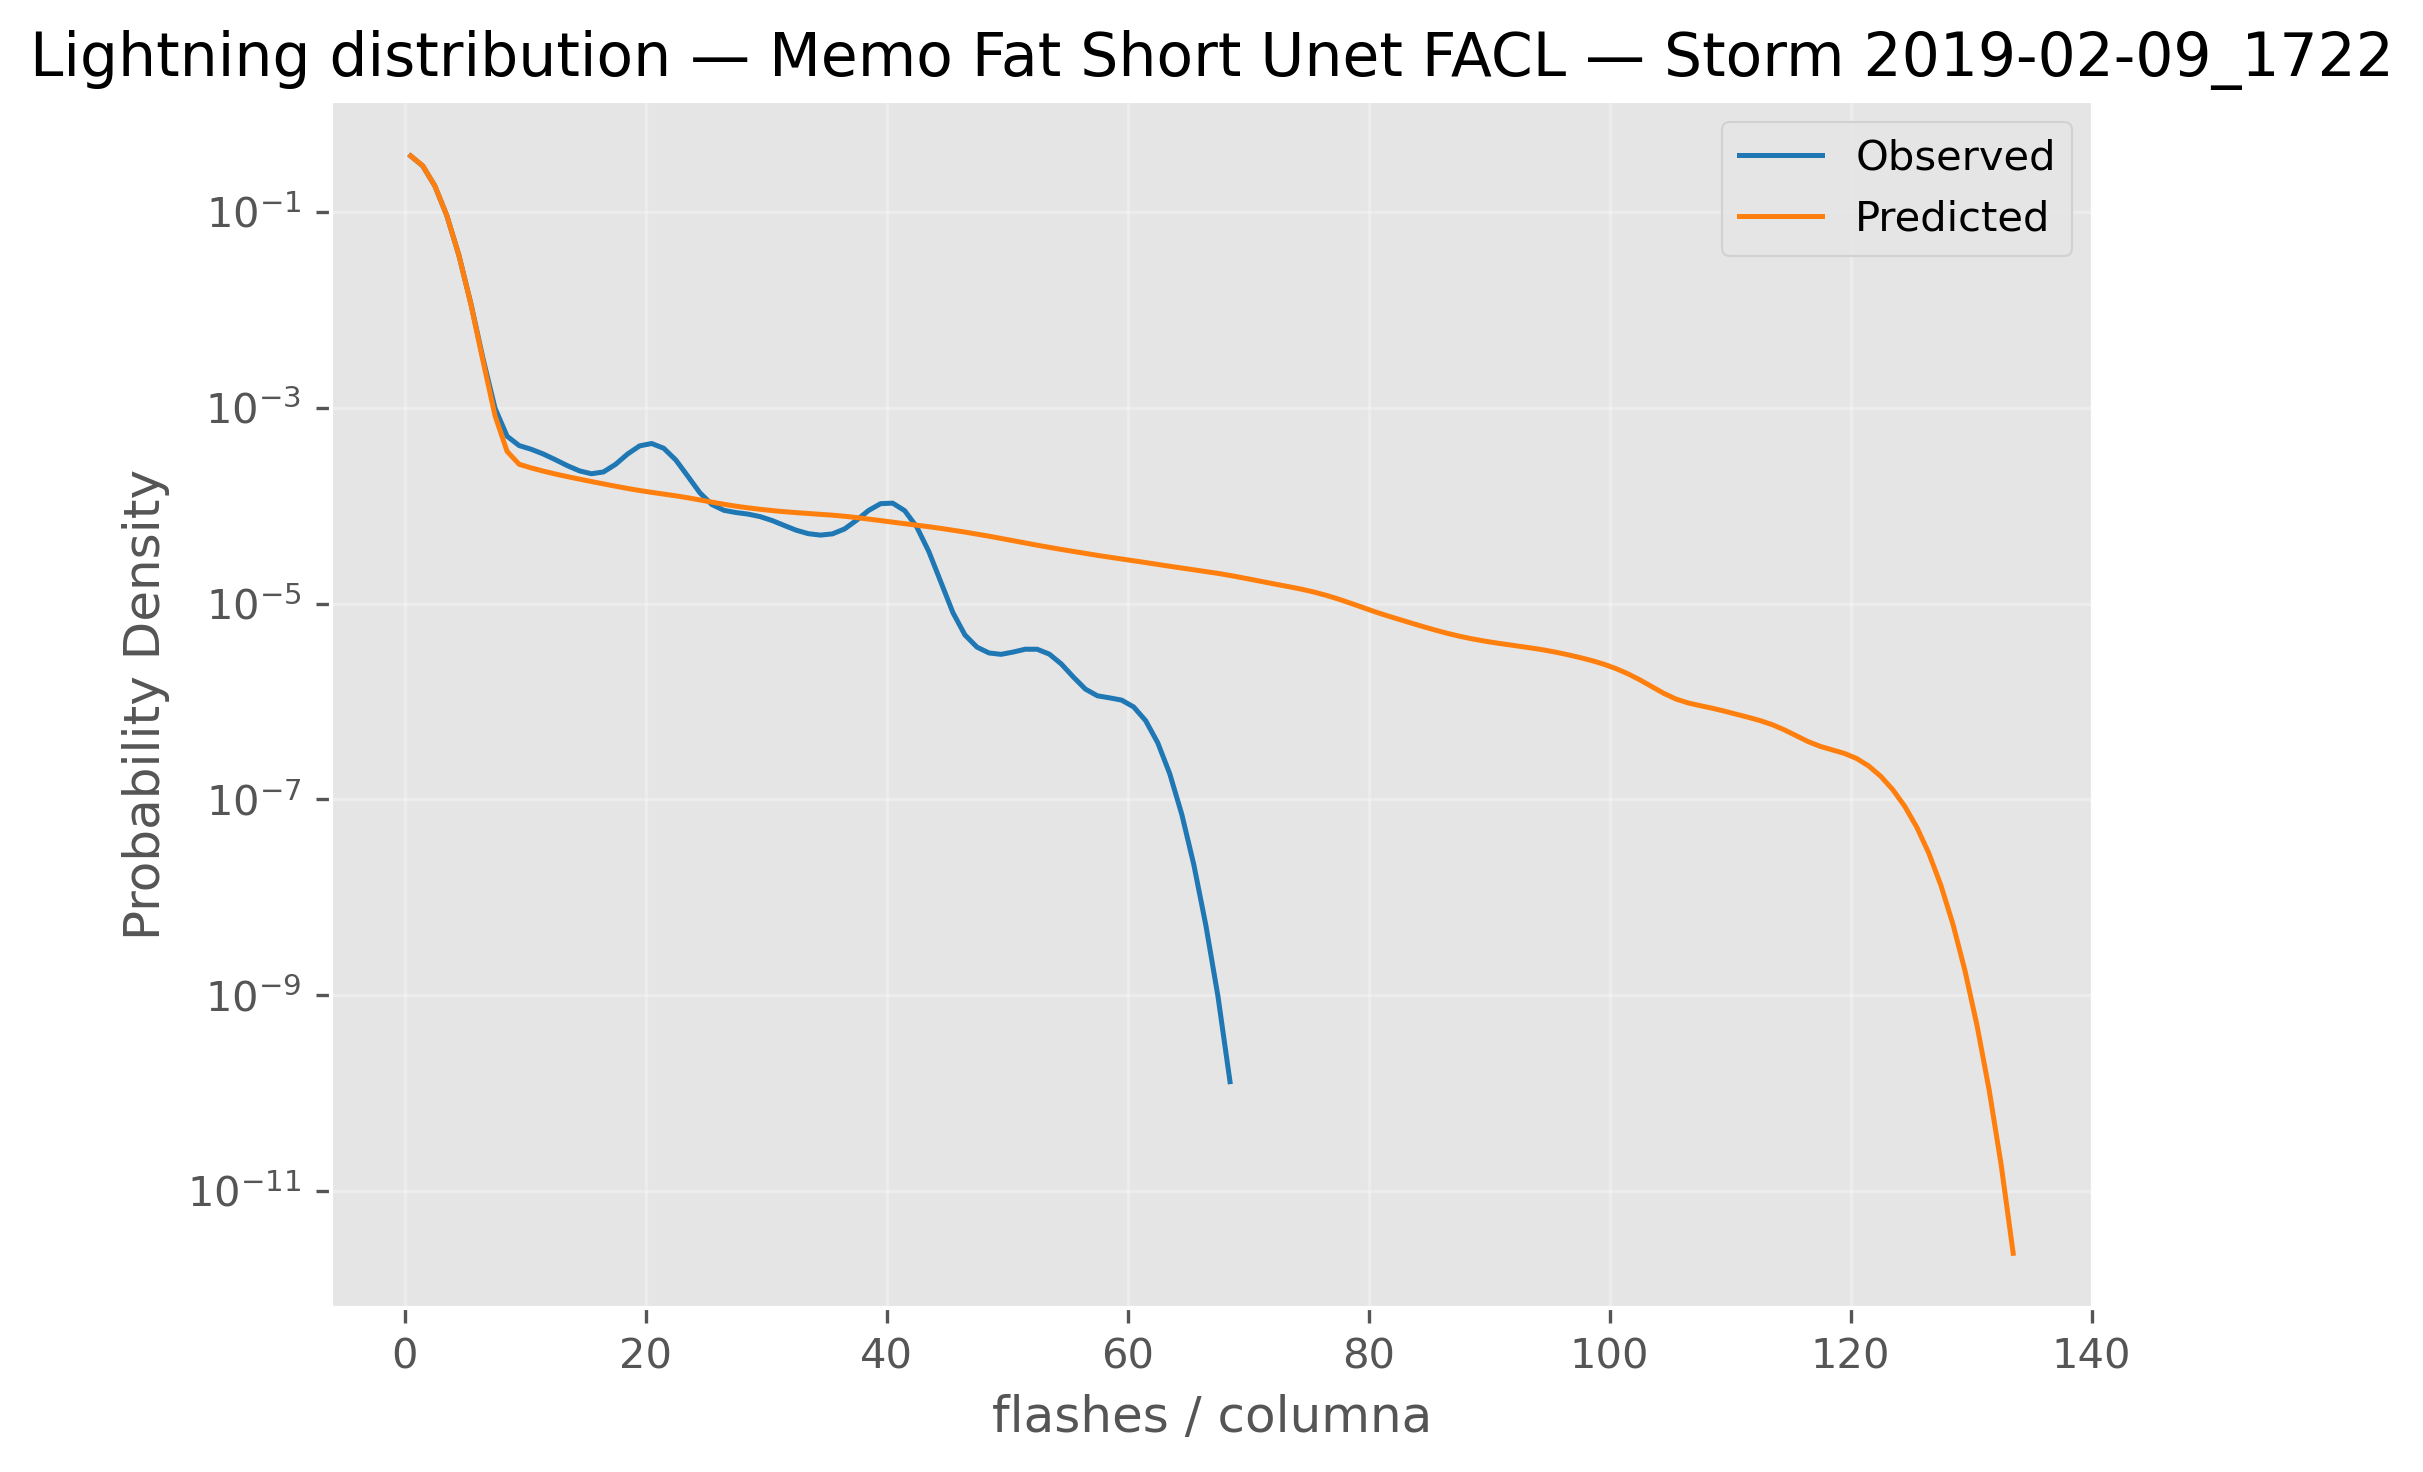 Lightning distribution — Memo Fat Short Unet FACL — Storm 2019-02-09_1722
Observed
Predicted
Probability Density
10⁻¹
10⁻³
10⁻⁵
10⁻⁷
10⁻⁹
10⁻¹¹
0 20 40 60 80 100 120 140
flashes / columna